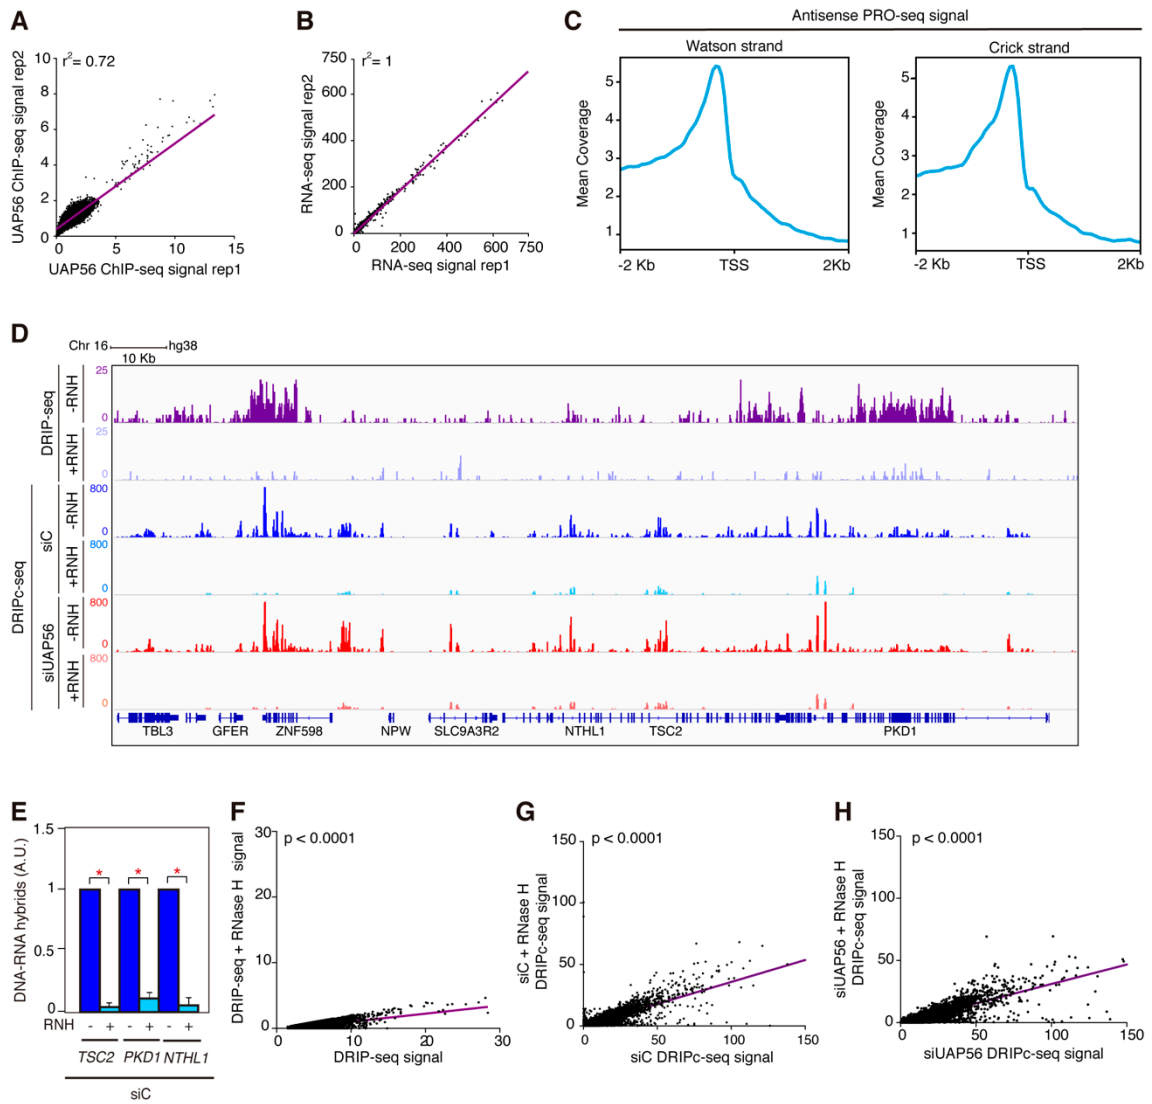 A
r²= 0.72
UAP56 ChIP-seq signal rep2
10
8
6
4
2
0
0 5 10 15
UAP56 ChIP-seq signal rep1
B
r²= 1
RNA-seq signal rep2
750
600
400
200
0
0 200 400 600 750
RNA-seq signal rep1
C
Antisense PRO-seq signal
Watson strand
Mean Coverage
5
4
3
2
1
-2 Kb TSS 2Kb
Crick strand
Mean Coverage
5
4
3
2
1
-2 Kb TSS 2Kb
D
Chr 16 hg38
10 Kb
DRIP-seq
-RNH
25
0
+RNH
25
0
DRIPc-seq
siC
-RNH
800
0
+RNH
800
0
siUAP56
-RNH
800
0
+RNH
800
0
TBL3 GFER ZNF598 NPW SLC9A3R2 NTHL1 TSC2 PKD1
E
DNA-RNA hybrids (A.U.)
1.5
1
0.5
0
* * *
RNH - + - + - +
TSC2 PKD1 NTHL1
siC
F
p < 0.0001
DRIP-seq + RNase H signal
30
20
10
0
0 10 20 30
DRIP-seq signal
G
p < 0.0001
siC + RNase H
DRIPc-seq signal
150
100
50
0
0 50 100 150
siC DRIPc-seq signal
H
p < 0.0001
siUAP56 + RNase H
DRIPc-seq signal
150
100
50
0
0 50 100 150
siUAP56 DRIPc-seq signal